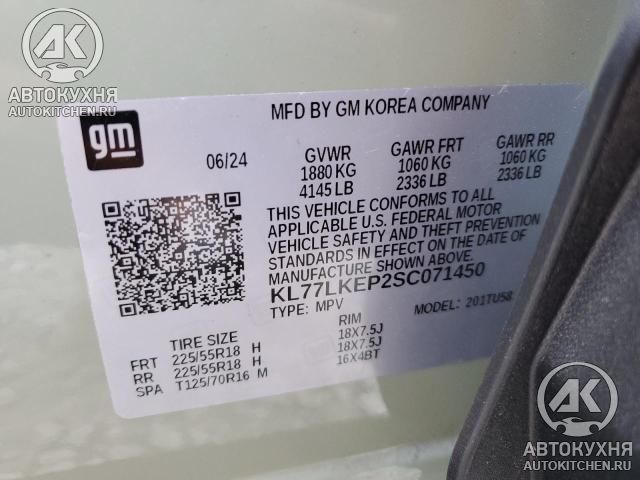 AK
АВТОКУХНЯ
AUTOKITCHEN.RU
gm
MFD BY GM KOREA COMPANY
06/24
GVWR
1880 KG
4145 LB
GAWR FRT
1060 KG
2336 LB
GAWR RR
1060 KG
2336 LB
THIS VEHICLE CONFORMS TO ALL
APPLICABLE U.S. FEDERAL MOTOR
VEHICLE SAFETY AND THEFT PREVENTION
STANDARDS IN EFFECT ON THE DATE OF
MANUFACTURE SHOWN ABOVE.
KL77LKEP2SC071450
TYPE: MPV
MODEL: 201TU58
TIRE SIZE
RIM
FRT 225/55R18 H 18X7.5J
RR 225/55R18 H 18X7.5J
SPA T125/70R16 M 16X4BT
AK
АВТОКУХНЯ
AUTOKITCHEN.RU